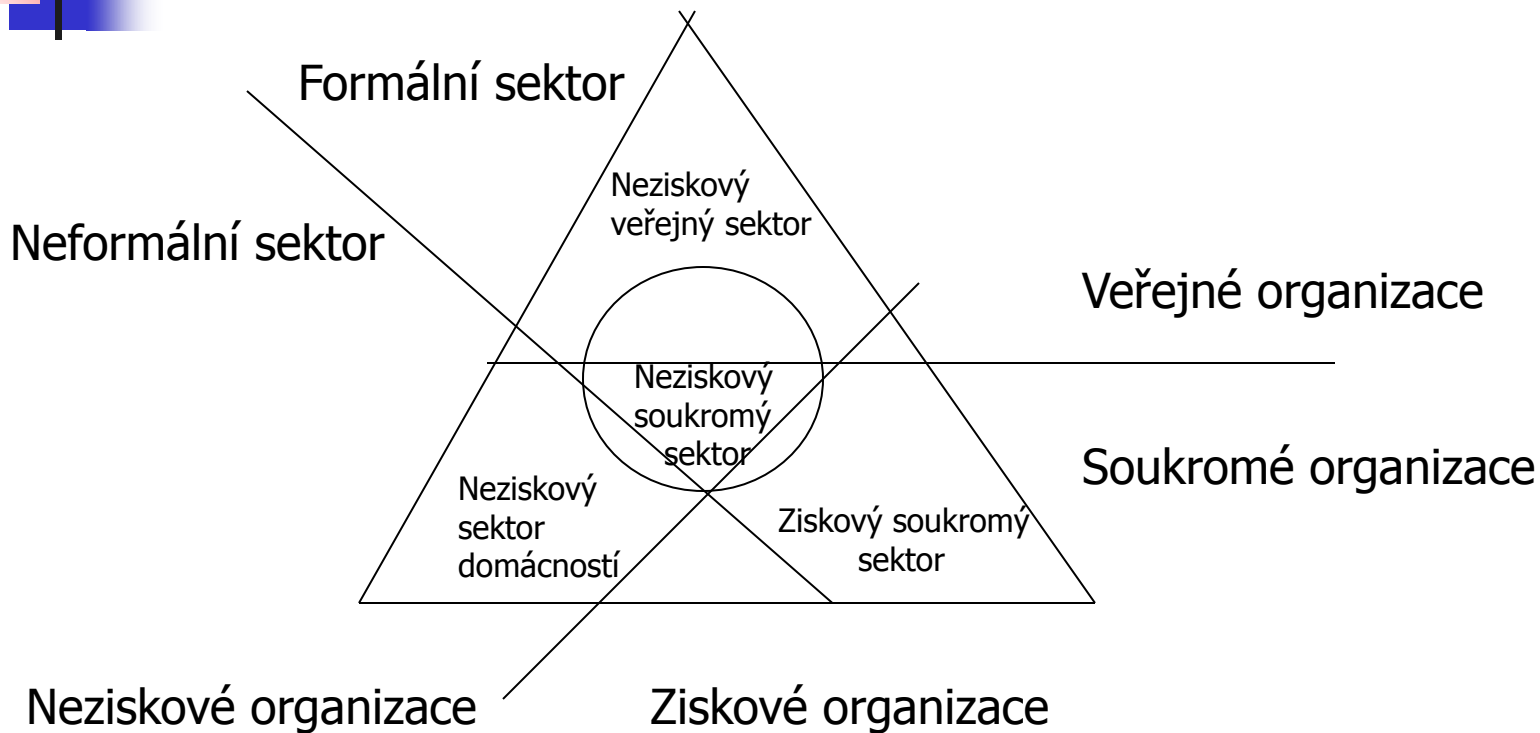 Formální sektor
Neziskový
veřejný sektor
Neformální sektor
Veřejné organizace
Neziskový
soukromý
sektor
Soukromé organizace
Neziskový
sektor
domácností
Ziskový soukromý
sektor
Neziskové organizace
Ziskové organizace